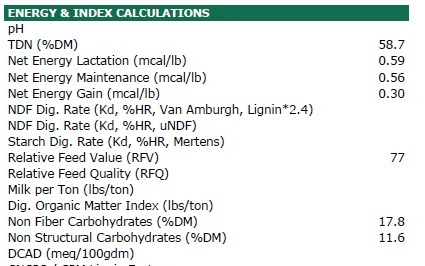 ENERGY & INDEX CALCULATIONS
pH
TDN (%DM) 58.7
Net Energy Lactation (mcal/lb) 0.59
Net Energy Maintenance (mcal/lb) 0.56
Net Energy Gain (mcal/lb) 0.30
NDF Dig. Rate (Kd, %HR, Van Amburgh, Lignin*2.4)
NDF Dig. Rate (Kd, %HR, uNDF)
Starch Dig. Rate (Kd, %HR, Mertens)
Relative Feed Value (RFV) 77
Relative Feed Quality (RFQ)
Milk per Ton (lbs/ton)
Dig. Organic Matter Index (lbs/ton)
Non Fiber Carbohydrates (%DM) 17.8
Non Structural Carbohydrates (%DM) 11.6
DCAD (meq/100gdm)